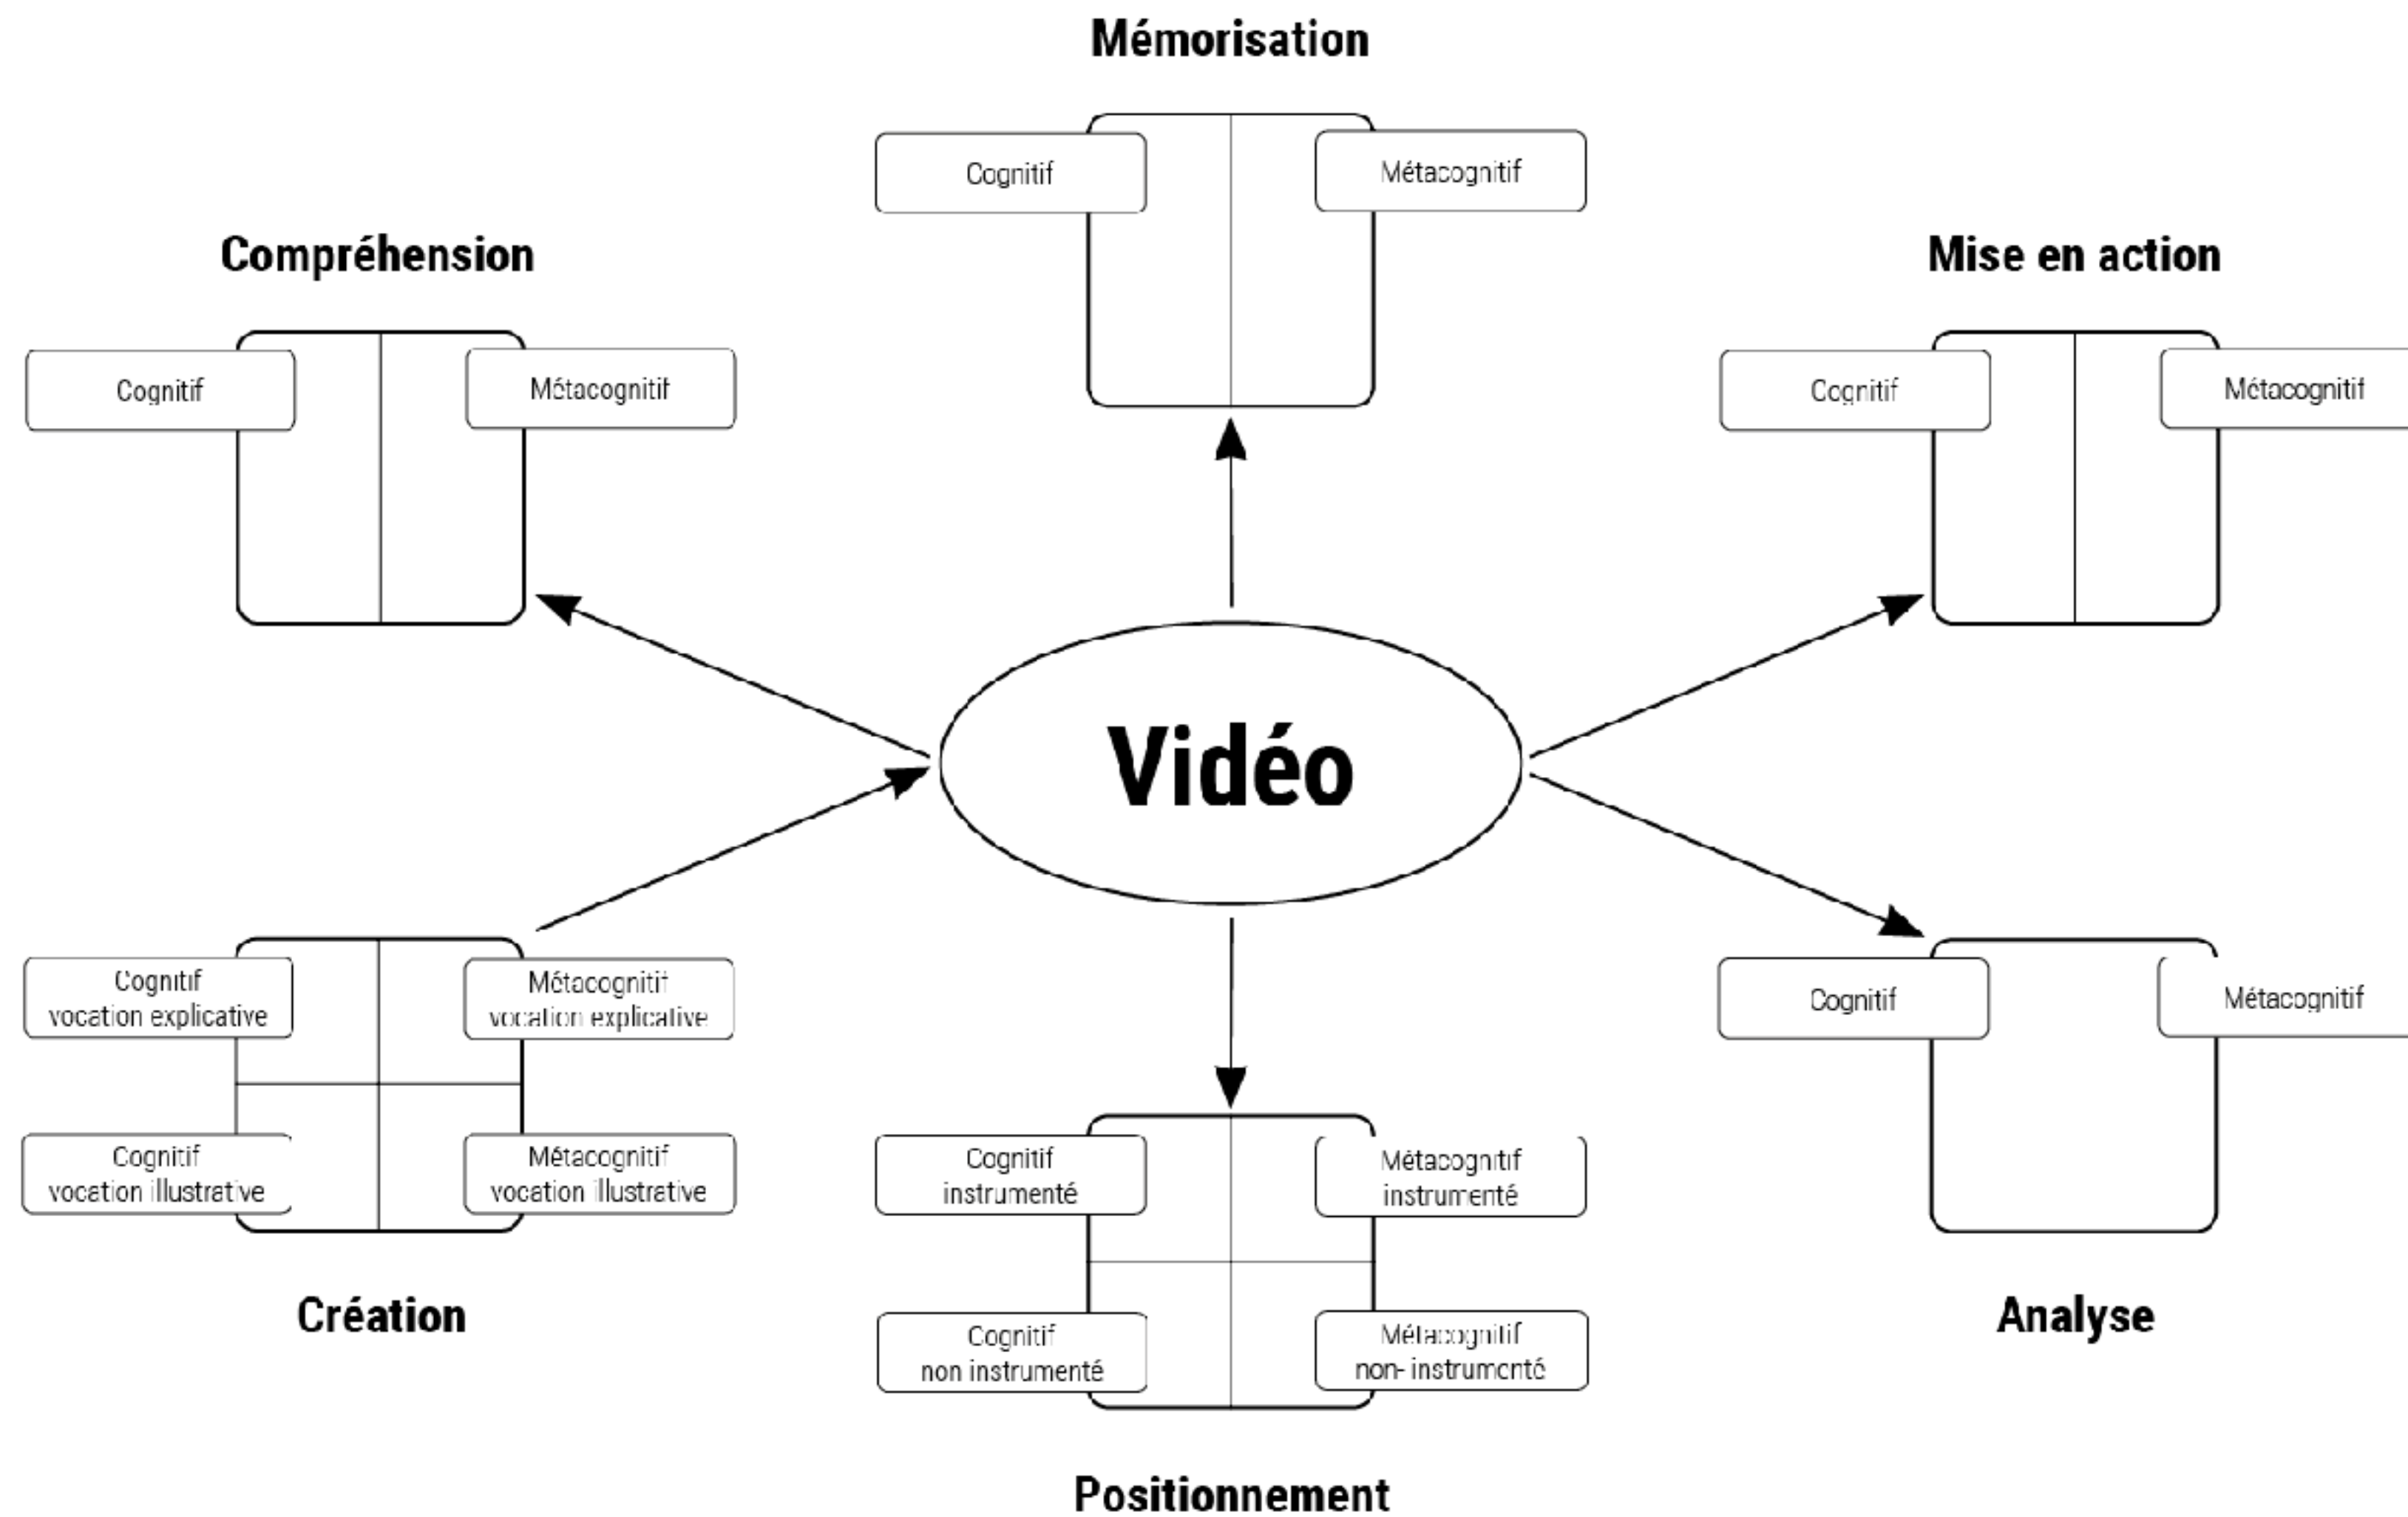 Mémorisation
Cognitif
Métacognitif
Compréhension
Cognitif
Métacognitif
Mise en action
Cognitif
Métacognitif
Vidéo
Cognitif
vocation explicative
Métacognitif
vocation explicative
Cognitif
vocation illustrative
Métacognitif
vocation illustrative
Création
Cognitif
instrumenté
Métacognitif
instrumenté
Cognitif
non instrumenté
Métacognitif
non- instrumenté
Positionnement
Cognitif
Métacognitif
Analyse